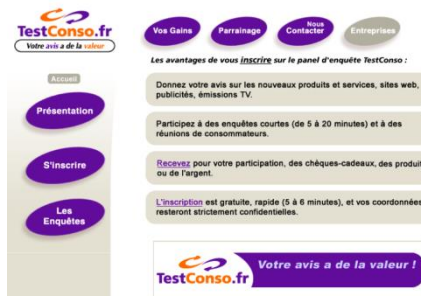 TestConso.fr
Votre avis a de la valeur
Vos Gains
Parrainage
Nous
Contacter
Entreprises
Accueil
Présentation
S'inscrire
Les
Enquêtes
Les avantages de vous inscrire sur le panel d'enquête TestConso :
Donnez votre avis sur les nouveaux produits et services, sites web,
publicités, émissions TV.
Participez à des enquêtes courtes (de 5 à 20 minutes) et à des
réunions de consommateurs.
Recevez pour votre participation, des chèques-cadeaux, des produit
ou de l'argent.
L'inscription est gratuite, rapide (5 à 6 minutes), et vos coordonnées
resteront strictement confidentielles.
TestConso.fr
Votre avis a de la valeur !